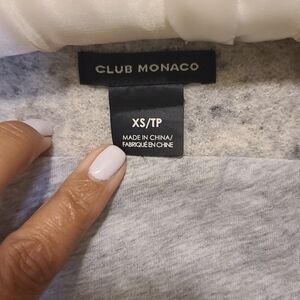 CLUB MONACO
XS/TP
MADE IN CHINA/
FABRIQUÉ EN CHINE